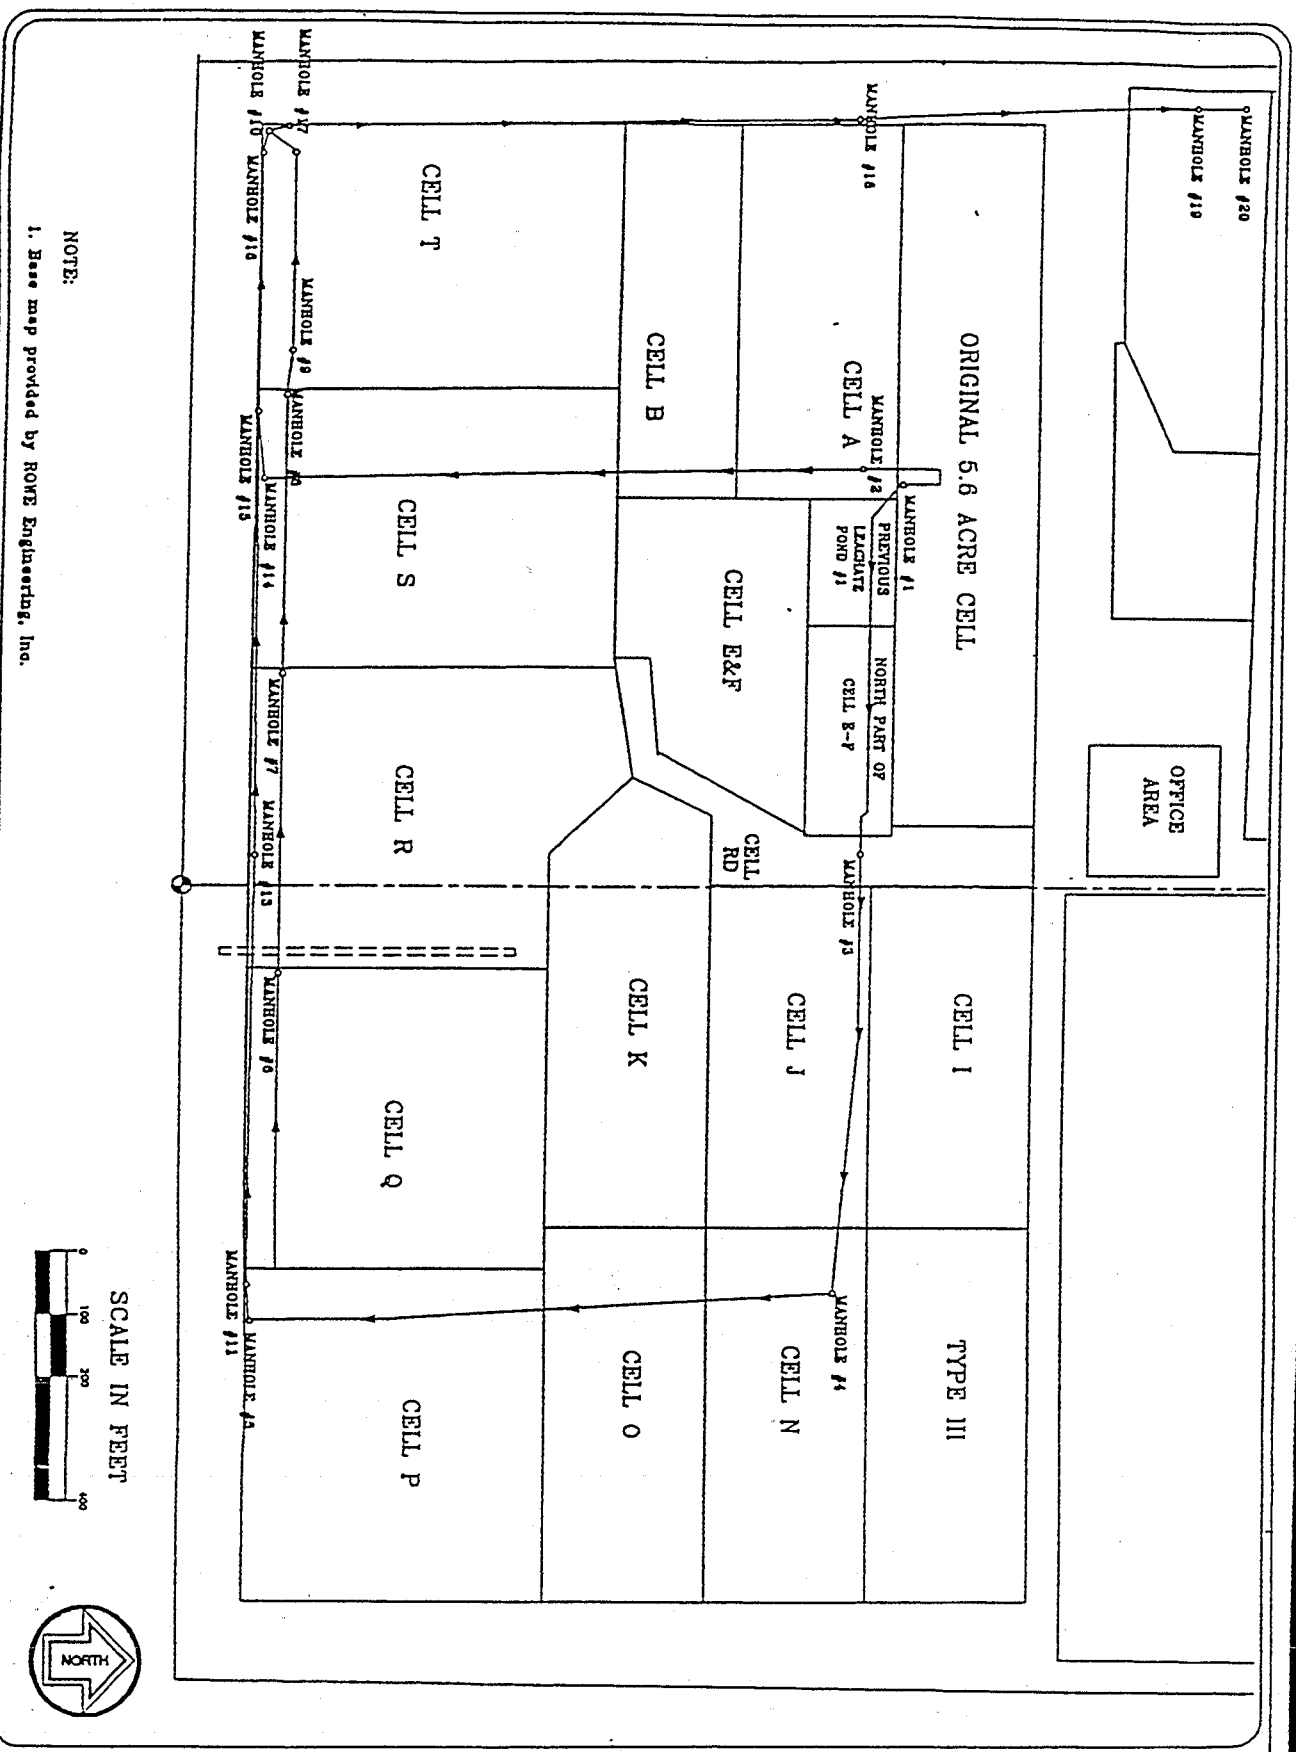 MANHOLE #20
MANHOLE #19
OFFICE
AREA
ORIGINAL 5.6 ACRE CELL
CELL I
TYPE III
MANHOLE #1
MANHOLE #18
CELL A
MANHOLE #2
PREVIOUS
LEACHATE
POND #1
NORTH PART OF
CELL E-F
MANHOLE #3
CELL J
MANHOLE #4
CELL N
CELL RD
CELL E&F
CELL B
CELL K
CELL O
CELL T
CELL S
CELL R
CELL Q
CELL P
MANHOLE #17
MANHOLE #9
MANHOLE
MANHOLE #10
MANHOLE #16
MANHOLE #15
MANHOLE #14
MANHOLE #7
MANHOLE #13
MANHOLE #6
MANHOLE #11
MANHOLE #5
NOTE:
1. Base map provided by ROWE Engineering, Inc.
SCALE IN FEET
0 100 200 400
NORTH